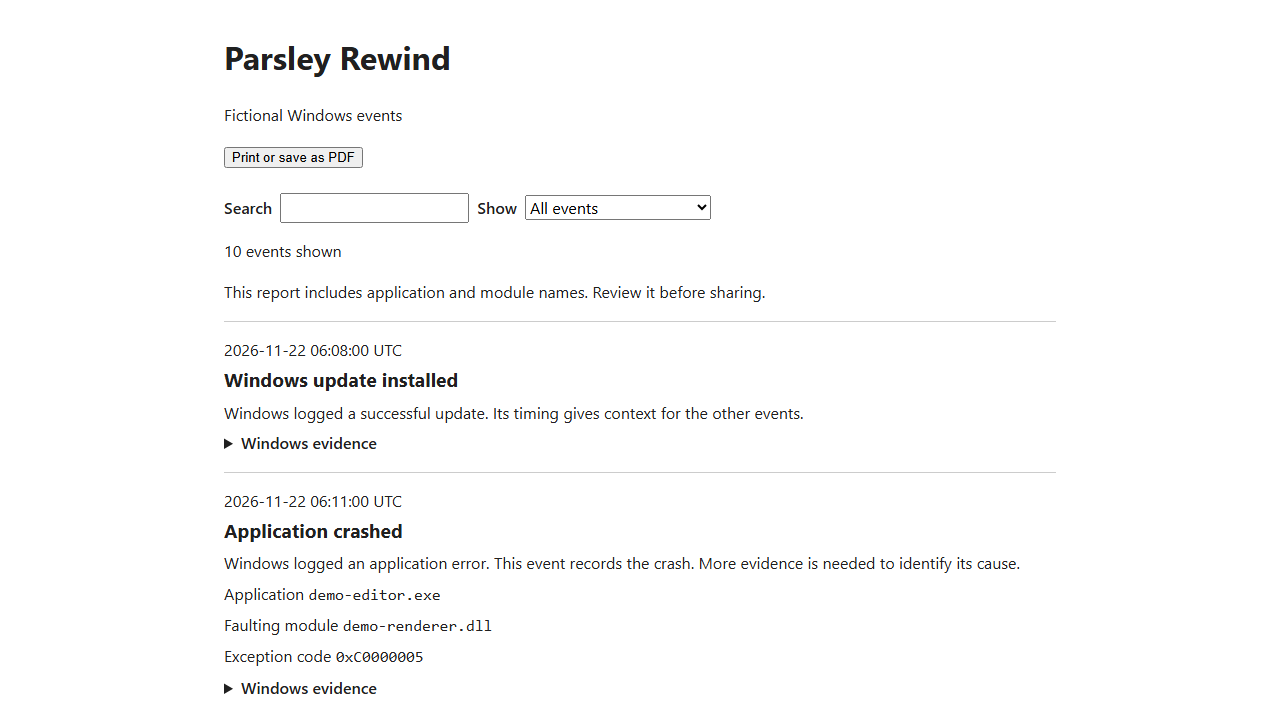 Parsley Rewind
Fictional Windows events
Print or save as PDF
Search Show All events
10 events shown
This report includes application and module names. Review it before sharing.
2026-11-22 06:08:00 UTC
Windows update installed
Windows logged a successful update. Its timing gives context for the other events.
Windows evidence
2026-11-22 06:11:00 UTC
Application crashed
Windows logged an application error. This event records the crash. More evidence is needed to identify its cause.
Application demo-editor.exe
Faulting module demo-renderer.dll
Exception code 0xC0000005
Windows evidence